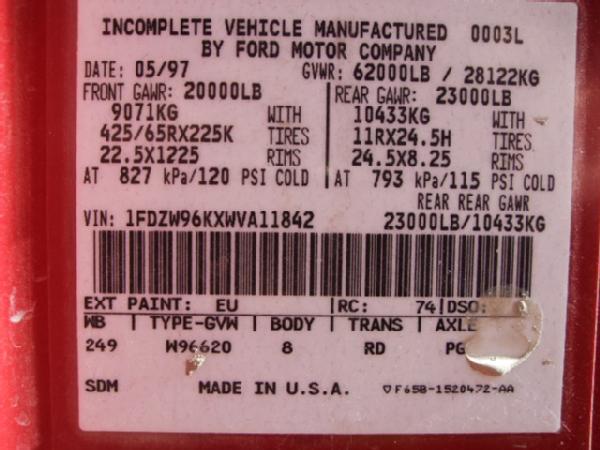 INCOMPLETE VEHICLE MANUFACTURED 0003L
BY FORD MOTOR COMPANY
DATE: 05/97 GVWR: 62000LB / 28122KG
FRONT GAWR: 20000LB REAR GAWR: 23000LB
9071KG WITH 10433KG WITH
425/65RX225K TIRES 11RX24.5H TIRES
22.5X1225 RIMS 24.5X8.25 RIMS
AT 827 kPa/120 PSI COLD AT 793 kPa/115 PSI COLD
REAR REAR GAWR
VIN: 1FDZW96KXWVA11842 23000LB/10433KG
EXT PAINT: EU RC: 74 DSO:
WB TYPE-GVW BODY TRANS AXLE
249 W96620 8 RD
SDM MADE IN U.S.A. F65B-1520472-AA